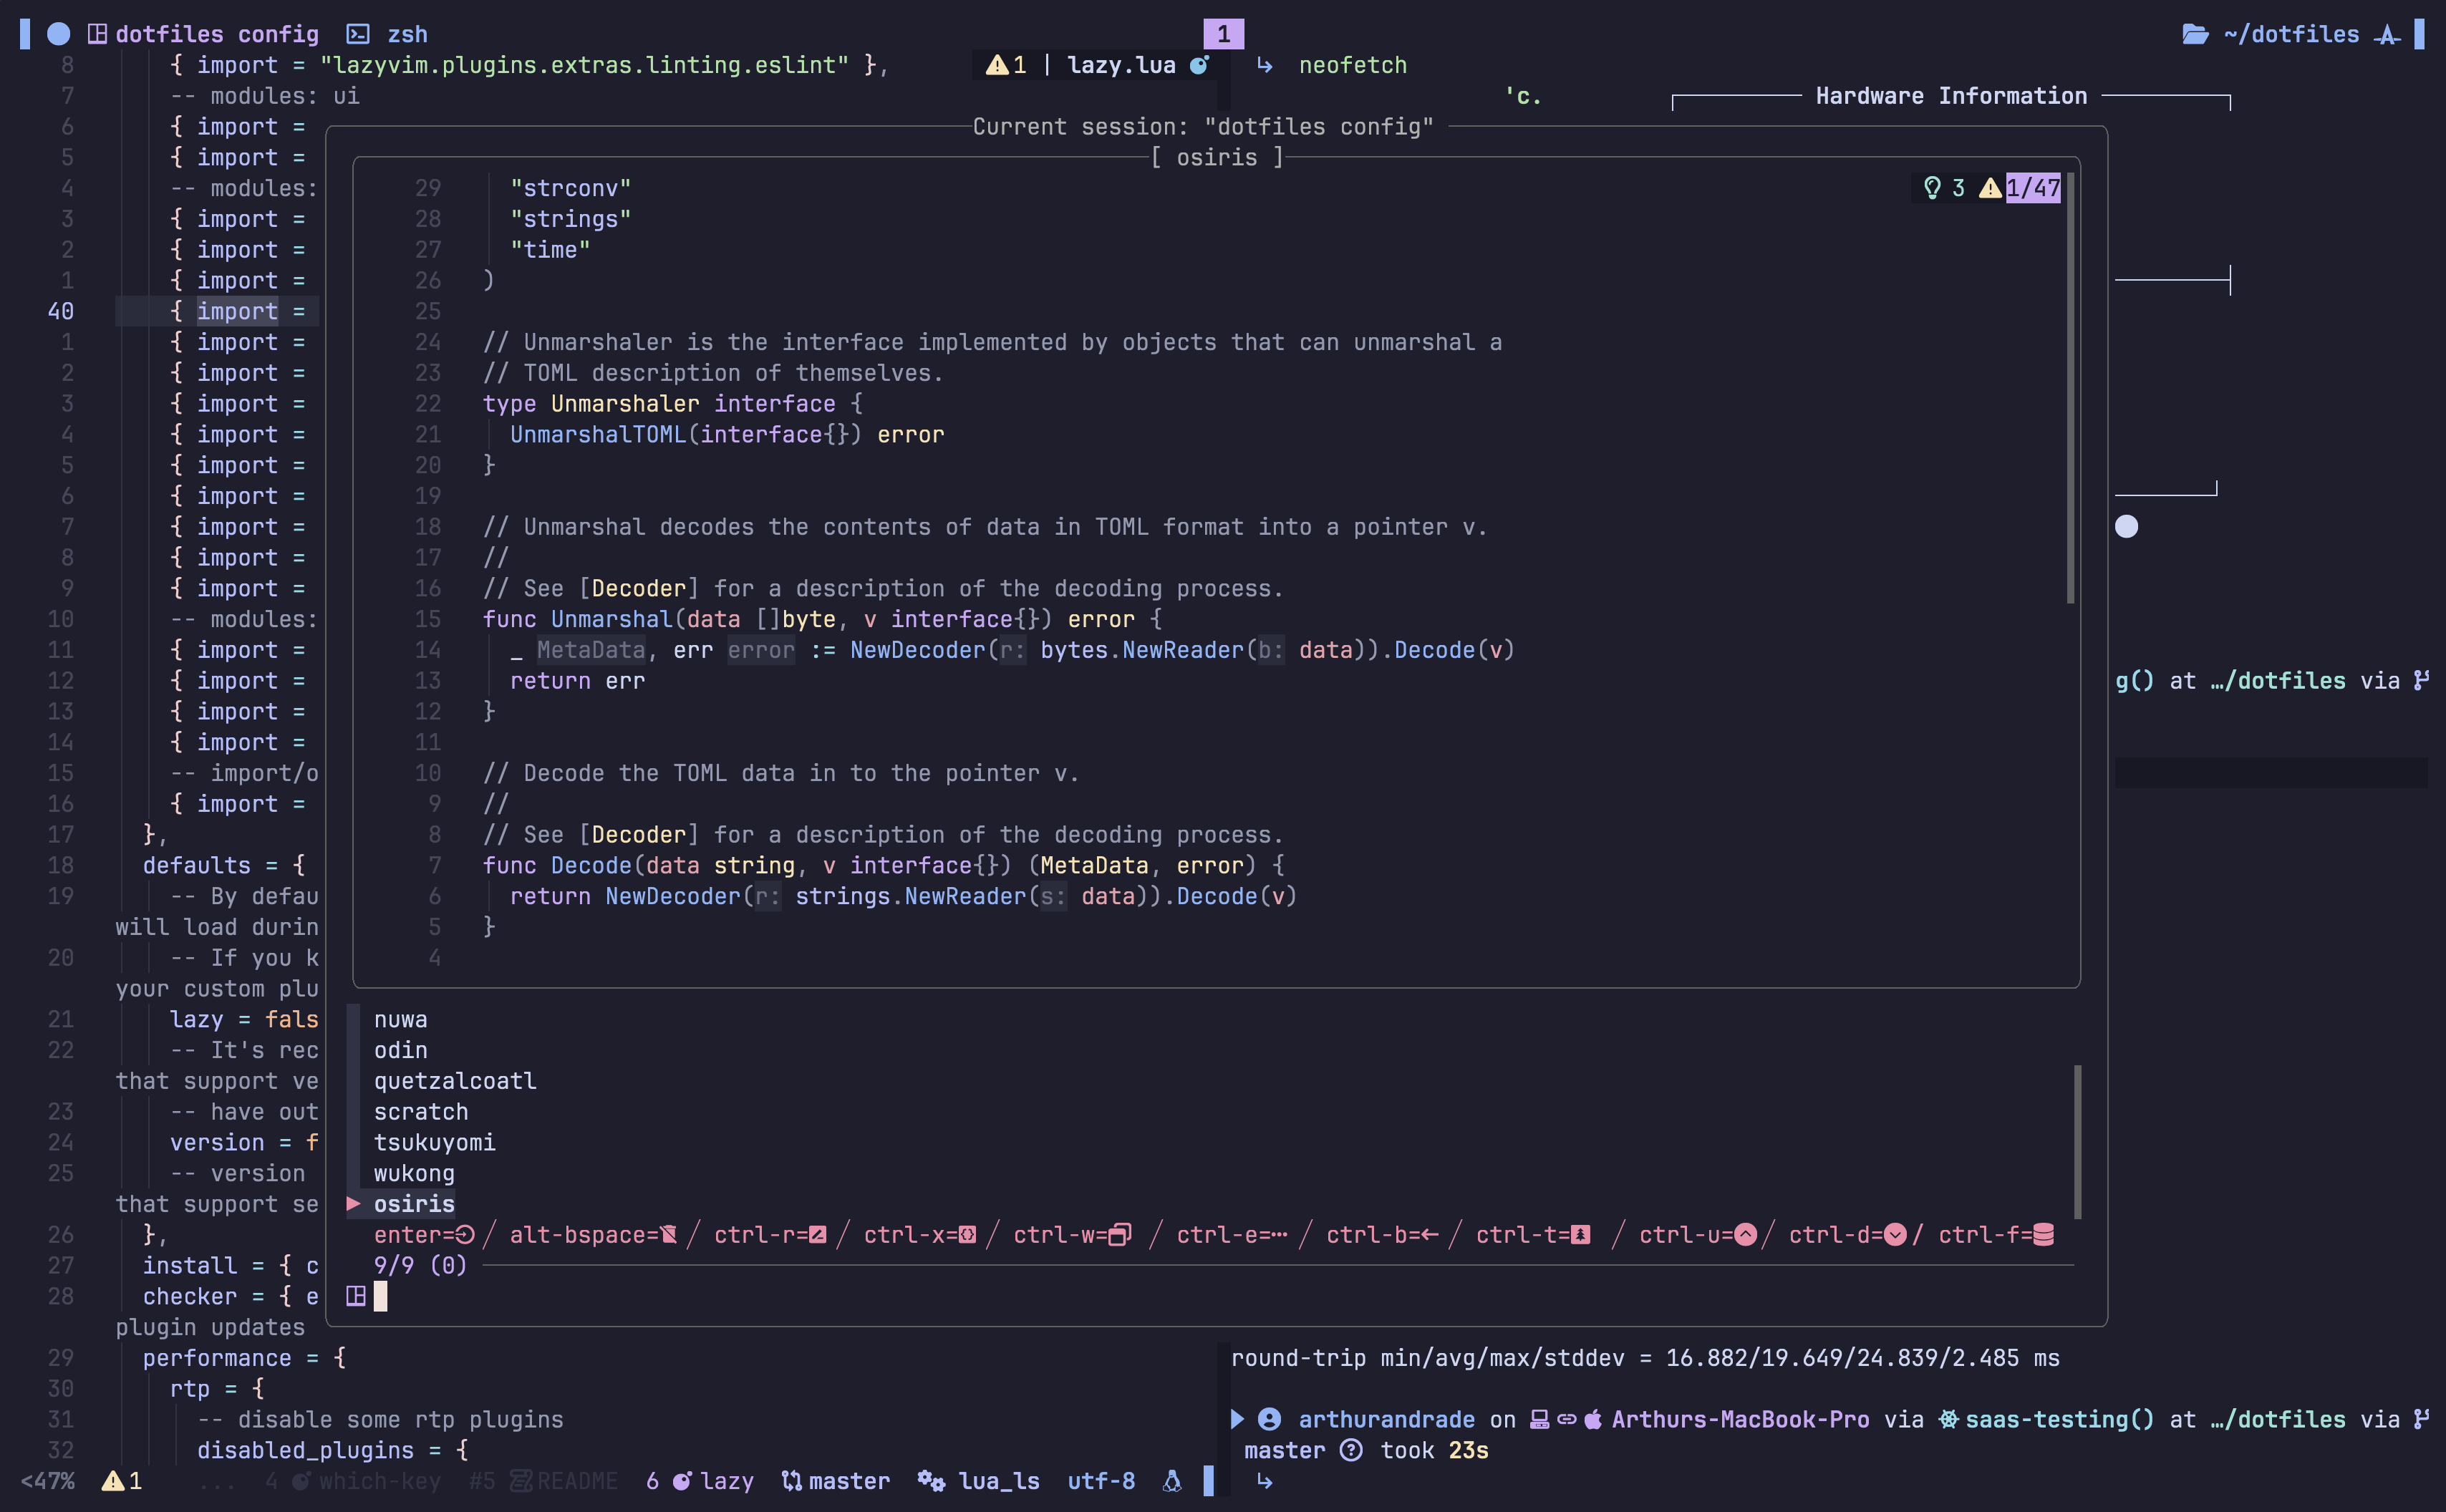 dotfiles config zsh 1 ~/dotfiles
8 { import = "lazyvim.plugins.extras.linting.eslint" }, 1 | lazy.lua
7 -- modules: ui
6 { import =
5 { import =
4 -- modules:
3 { import =
2 { import =
1 { import =
40 { import =
1 { import =
2 { import =
3 { import =
4 { import =
5 { import =
6 { import =
7 { import =
8 { import =
9 { import =
10 -- modules:
11 { import =
12 { import =
13 { import =
14 { import =
15 -- import/o
16 { import =
17 },
18 defaults = {
19 -- By defau
will load durin
20 -- If you k
your custom plu
21 lazy = fals
22 -- It's rec
that support ve
23 -- have out
24 version = f
25 -- version
that support se
26 },
27 install = { c
28 checker = { e
plugin updates
29 performance = {
30 rtp = {
31 -- disable some rtp plugins
32 disabled_plugins = {
<47% 1 ... 4 which-key #5 README 6 lazy master lua_ls utf-8
neofetch
'c. Hardware Information
Current session: "dotfiles config"
[ osiris ]
29 "strconv" 3 1/47
28 "strings"
27 "time"
26 )
25
24 // Unmarshaler is the interface implemented by objects that can unmarshal a
23 // TOML description of themselves.
22 type Unmarshaler interface {
21 UnmarshalTOML(interface{}) error
20 }
19
18 // Unmarshal decodes the contents of data in TOML format into a pointer v.
17 //
16 // See [Decoder] for a description of the decoding process.
15 func Unmarshal(data []byte, v interface{}) error {
14 _ MetaData, err error := NewDecoder(r: bytes.NewReader(b: data)).Decode(v)
13 return err
12 }
11
10 // Decode the TOML data in to the pointer v.
9 //
8 // See [Decoder] for a description of the decoding process.
7 func Decode(data string, v interface{}) (MetaData, error) {
6 return NewDecoder(r: strings.NewReader(s: data)).Decode(v)
5 }
4
nuwa
odin
quetzalcoatl
scratch
tsukuyomi
wukong
osiris
enter= / alt-bspace= / ctrl-r= / ctrl-x= / ctrl-w= / ctrl-e= / ctrl-b= / ctrl-t= / ctrl-u= / ctrl-d= / ctrl-f=
9/9 (0)
g() at …/dotfiles via
round-trip min/avg/max/stddev = 16.882/19.649/24.839/2.485 ms
arthurandrade on Arthurs-MacBook-Pro via saas-testing() at …/dotfiles via
master took 23s